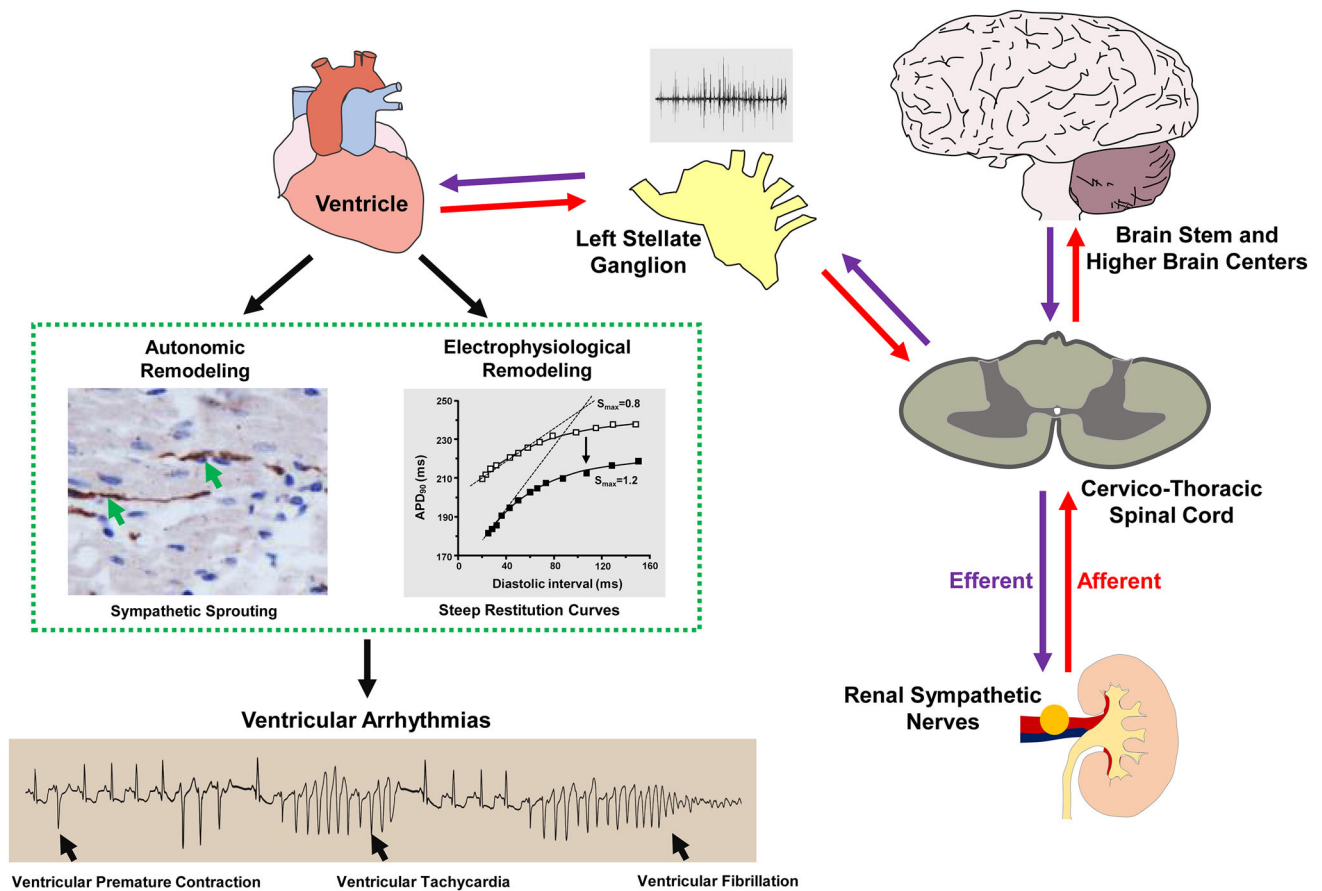 Ventricle
Left Stellate
Ganglion
Brain Stem and
Higher Brain Centers
Autonomic
Remodeling
Electrophysiological
Remodeling
250
230
210
190
170
APD90 (ms)
Smax=0.8
Smax=1.2
0
40
80
120
160
Diastolic interval (ms)
Sympathetic Sprouting
Steep Restitution Curves
Cervico-Thoracic
Spinal Cord
Efferent
Afferent
Renal Sympathetic
Nerves
Ventricular Arrhythmias
Ventricular Premature Contraction
Ventricular Tachycardia
Ventricular Fibrillation